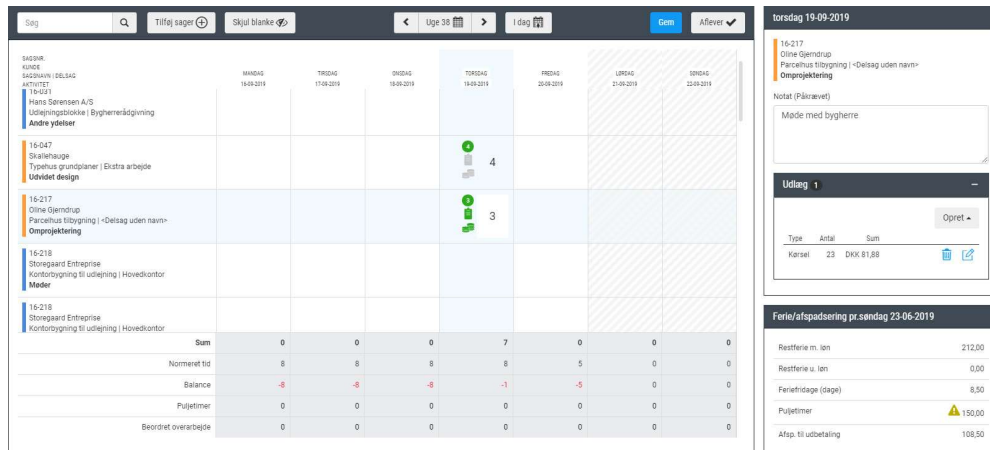 Søg
Tilføj sager
Skjul blanke
Uge 38
I dag
Gem
Aflever
SAGSNR.
KUNDE
SAGSNAVN | DELSAG
AKTIVITET
MANDAG
16-09-2019
TIRSDAG
17-09-2019
ONSDAG
18-09-2019
TORSDAG
19-09-2019
FREDAG
20-09-2019
LØRDAG
21-09-2019
SØNDAG
22-09-2019
16-031
Hans Sørensen A/S
Udlejningsblokke | Bygherrerådgivning
Andre ydelser
16-047
Skallehauge
Typehus grundplaner | Ekstra arbejde
Udvidet design
4
4
16-217
Oline Gjerndrup
Parcelhus tilbygning | <Delsag uden navn>
Omprojektering
3
3
16-218
Storegaard Entreprise
Kontorbygning til udlejning | Hovedkontor
Møder
16-218
Storegaard Entreprise
Kontorbygning til udlejning | Hovedkontor
Sum 0 0 0 7 0 0 0
Normeret tid 8 8 8 8 5 0 0
Balance -8 -8 -8 -1 -5 0 0
Puljetimer 0 0 0 0 0 0 0
Beordret overarbejde 0 0 0 0 0 0 0
torsdag 19-09-2019
16-217
Oline Gjerndrup
Parcelhus tilbygning | <Delsag uden navn>
Omprojektering
Notat (Påkrævet)
Møde med bygherre
Udlæg 1
Opret
Type Antal Sum
Kørsel 23 DKK 81,88
Ferie/afspadsering pr.søndag 23-06-2019
Restferie m. løn 212,00
Restferie u. løn 0,00
Feriefridage (dage) 8,50
Puljetimer 150,00
Afsp. til udbetaling 108,50